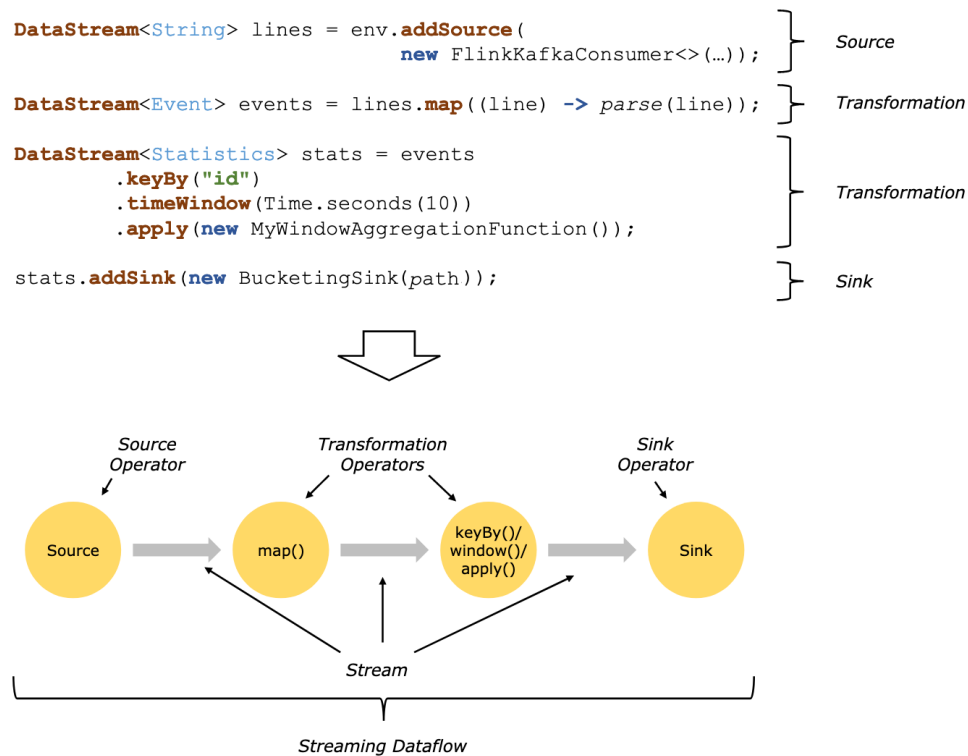 DataStream<String> lines = env.addSource(
new FlinkKafkaConsumer<>(…));
Source
DataStream<Event> events = lines.map((line) -> parse(line));
Transformation
DataStream<Statistics> stats = events
.keyBy("id")
.timeWindow(Time.seconds(10))
.apply(new MyWindowAggregationFunction());
Transformation
stats.addSink(new BucketingSink(path));
Sink
Source
Operator
Transformation
Operators
Sink
Operator
Source
map()
keyBy()/
window()/
apply()
Sink
Stream
Streaming Dataflow